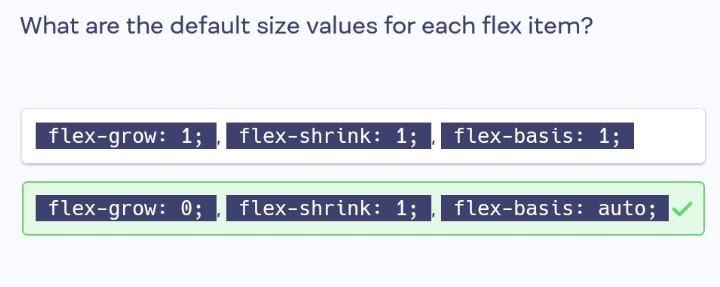 What are the default size values for each flex item?
flex-grow: 1; , flex-shrink: 1; , flex-basis: 1;
flex-grow: 0; , flex-shrink: 1; , flex-basis: auto;